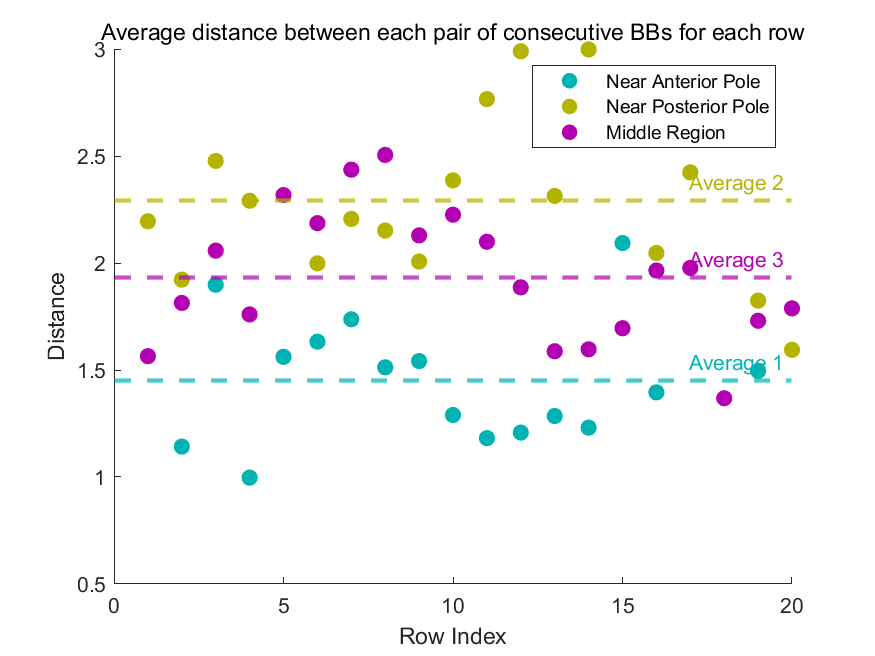 Average distance between each pair of consecutive BBs for each row
3
Near Anterior Pole
Near Posterior Pole
Middle Region
2.5
Average 2
2
Average 3
1.5
Average 1
1
0.5
0 5 10 15 20
Distance
Row Index